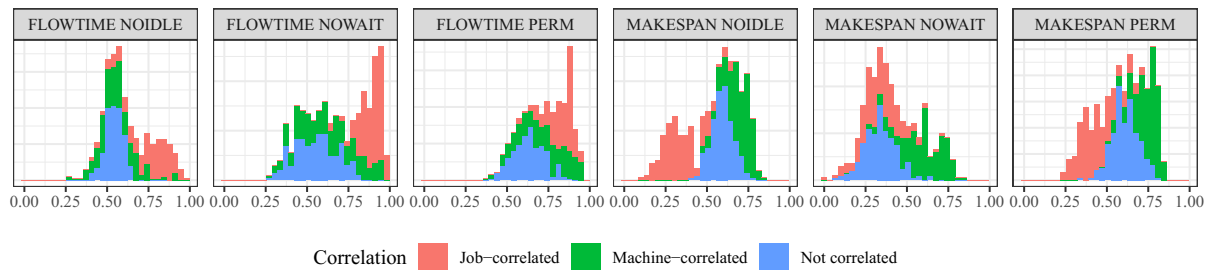 FLOWTIME NOIDLE FLOWTIME NOWAIT FLOWTIME PERM MAKESPAN NOIDLE MAKESPAN NOWAIT MAKESPAN PERM
0.00 0.25 0.50 0.75 1.00 0.00 0.25 0.50 0.75 1.00 0.00 0.25 0.50 0.75 1.00 0.00 0.25 0.50 0.75 1.00 0.00 0.25 0.50 0.75 1.00 0.00 0.25 0.50 0.75 1.00
Correlation Job−correlated Machine−correlated Not correlated